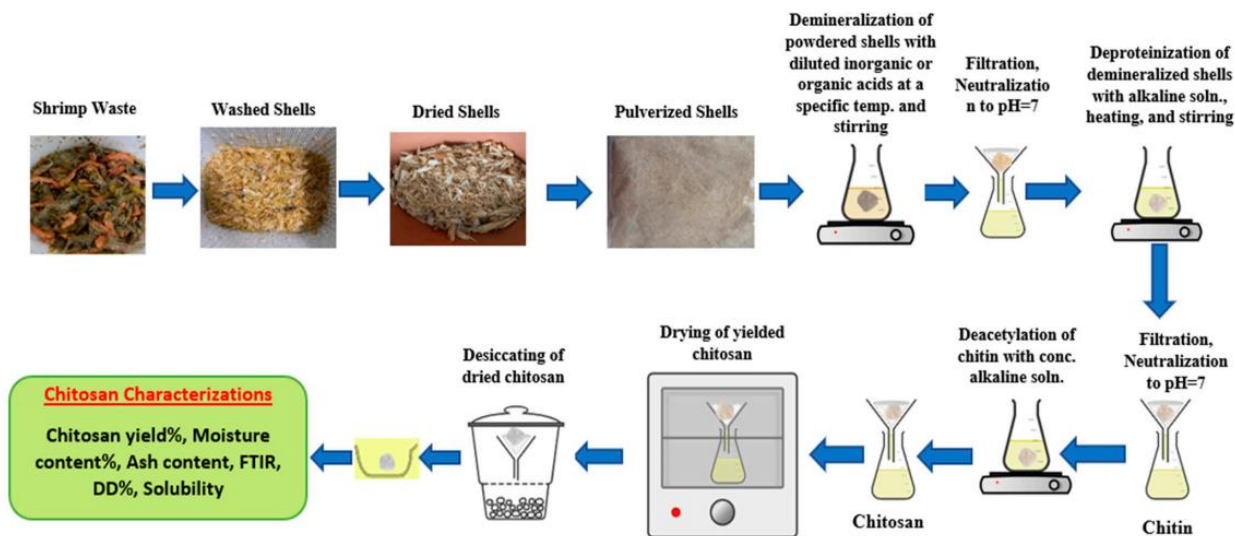 Shrimp Waste
Washed Shells
Dried Shells
Pulverized Shells
Demineralization of
powdered shells with
diluted inorganic or
organic acids at a
specific temp. and
stirring
Filtration,
Neutralizatio
n to pH=7
Deproteinization of
demineralized shells
with alkaline soln.,
heating, and stirring
Filtration,
Neutralization
to pH=7
Chitin
Deacetylation of
chitin with conc.
alkaline soln.
Chitosan
Drying of yielded
chitosan
Desiccating of
dried chitosan
Chitosan Characterizations
Chitosan yield%, Moisture
content%, Ash content, FTIR,
DD%, Solubility